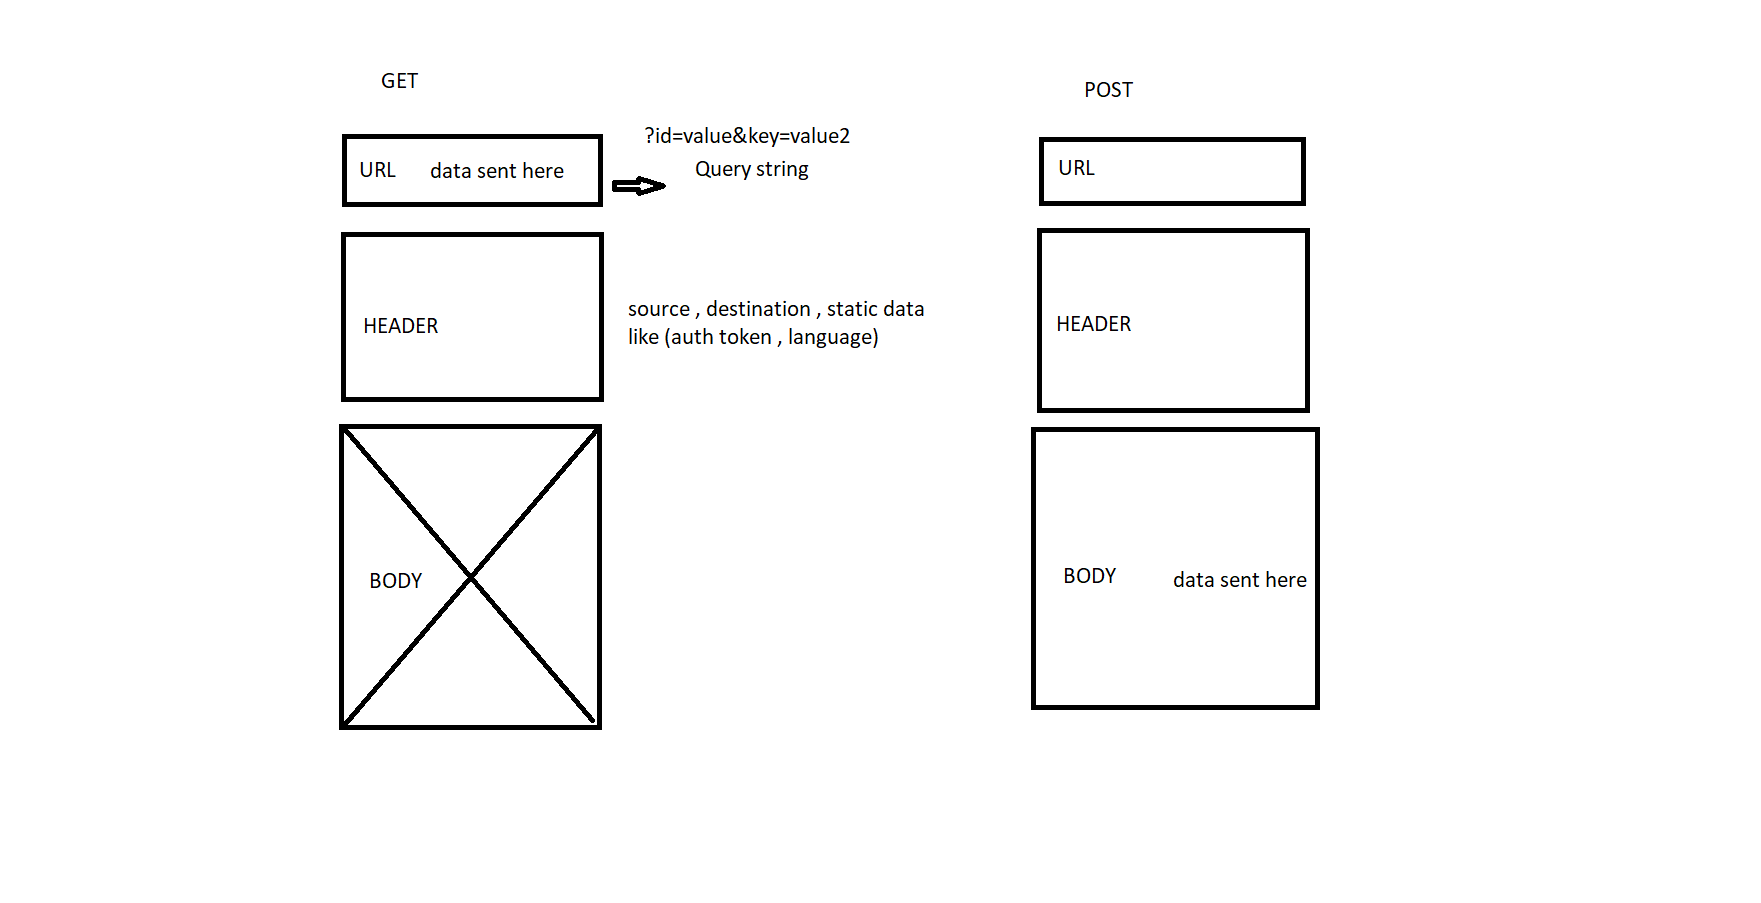 GET
URL data sent here
?id=value&key=value2
Query string
HEADER
source , destination , static data
like (auth token , language)
BODY
POST
URL
HEADER
BODY data sent here